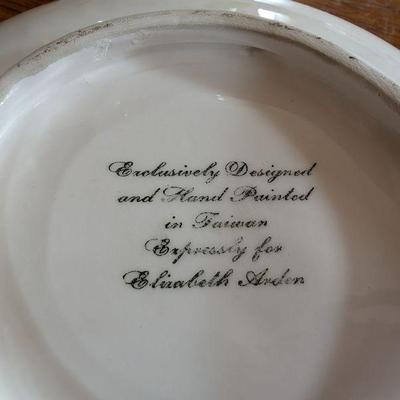 Exclusively Designed
and Hand Painted
in Taiwan
Expressly for
Elizabeth Arden